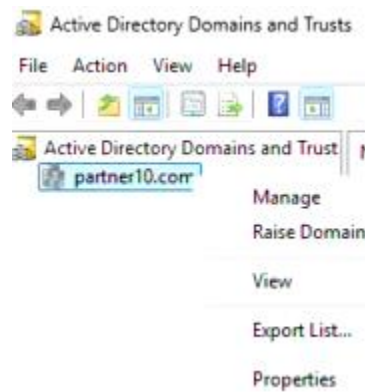 Active Directory Domains and Trusts
File Action View Help
Active Directory Domains and Trust
partner10.com
Manage
Raise Domain
View
Export List...
Properties